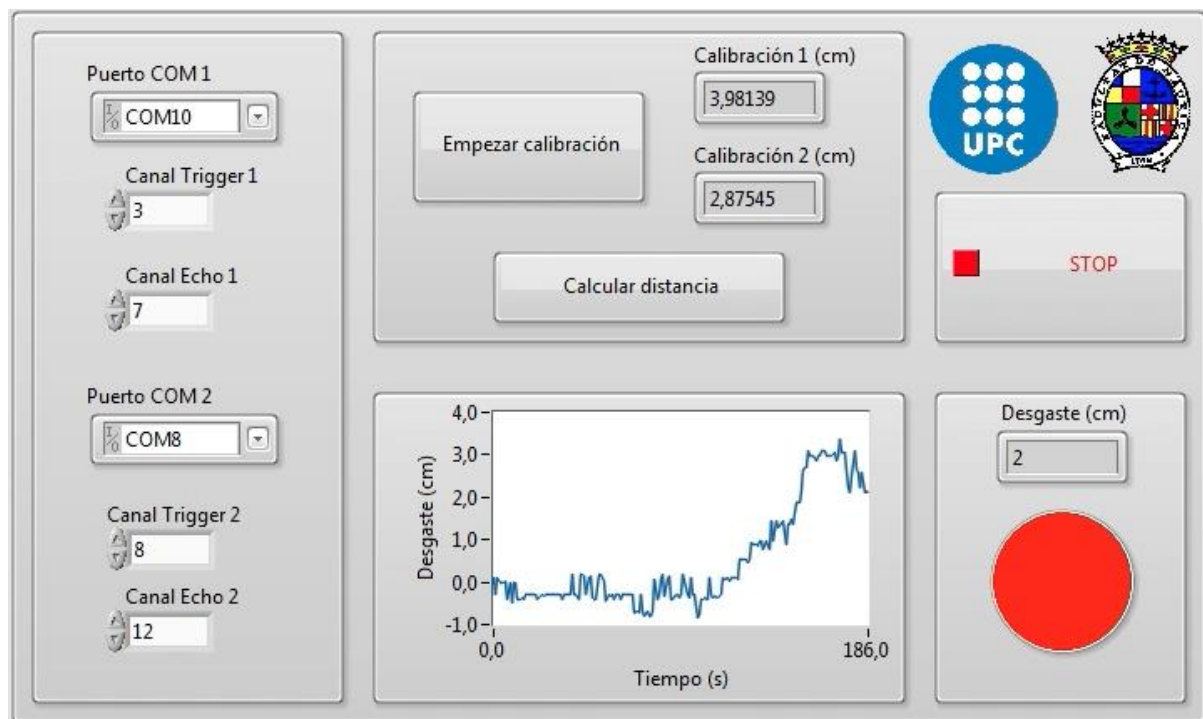 Puerto COM 1
I/O COM10
Canal Trigger 1
3
Canal Echo 1
7
Puerto COM 2
I/O COM8
Canal Trigger 2
8
Canal Echo 2
12
Empezar calibración
Calibración 1 (cm)
3,98139
Calibración 2 (cm)
2,87545
Calcular distancia
UPC
STOP
4,0
3,0
2,0
1,0
0,0
-1,0
Desgaste (cm)
0,0
186,0
Tiempo (s)
Desgaste (cm)
2